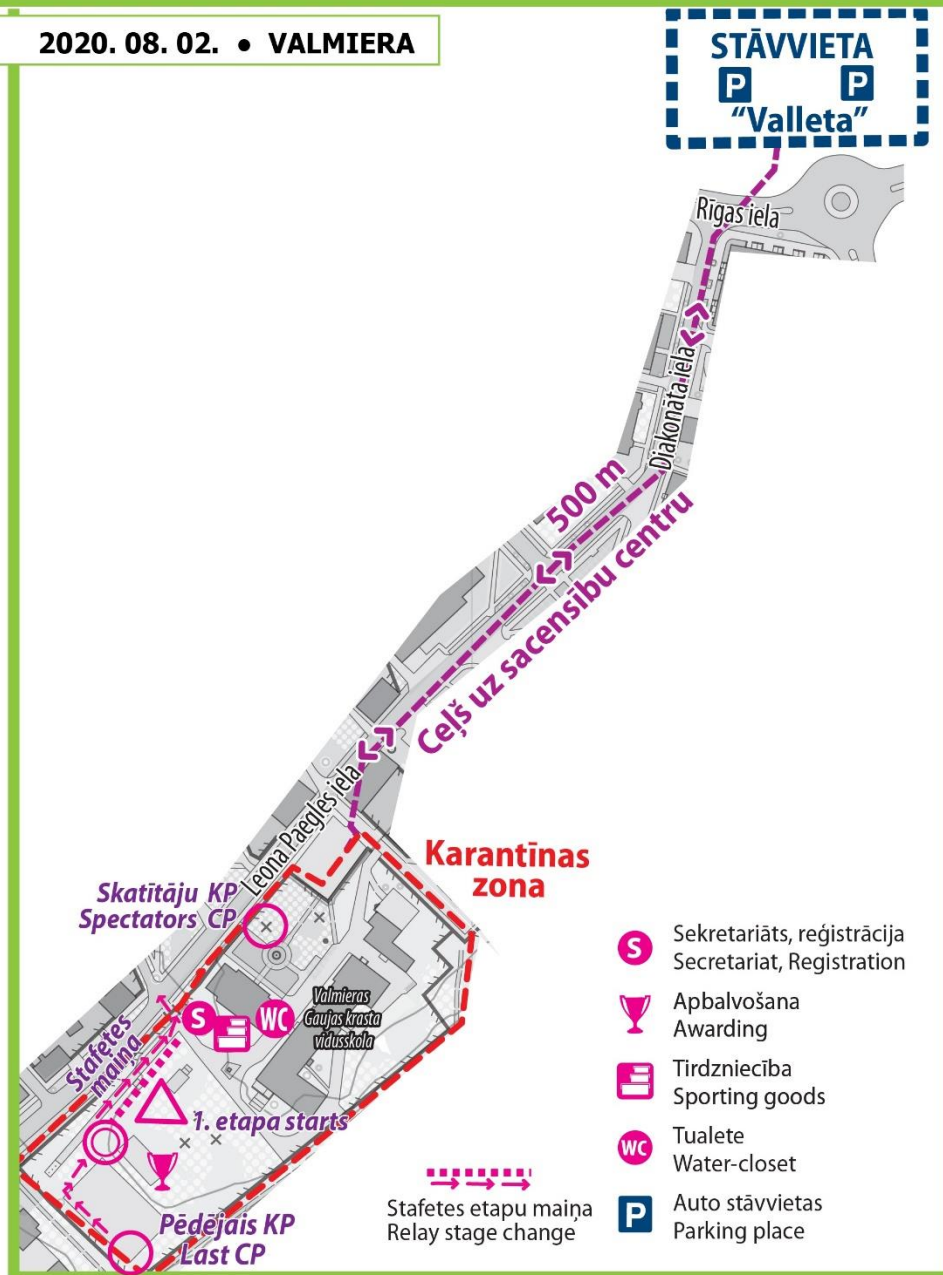 2020. 08. 02. • VALMIERA
STĀVVIETA
P P
"Valleta"
Rīgas iela
Diakonāta iela
500 m
Ceļš uz sacensību centru
Leona Paegles iela
Karantīnas
zona
Skatītāju KP
Spectators CP
S
WC
Valmieras
Gaujas krasta
vidusskola
Stafetes
maiņa
1. etapa starts
Pēdējais KP
Last CP
Stafetes etapu maiņa
Relay stage change
S Sekretariāts, reģistrācija
Secretariat, Registration
Apbalvošana
Awarding
Tirdzniecība
Sporting goods
WC Tualete
Water-closet
P Auto stāvvietas
Parking place